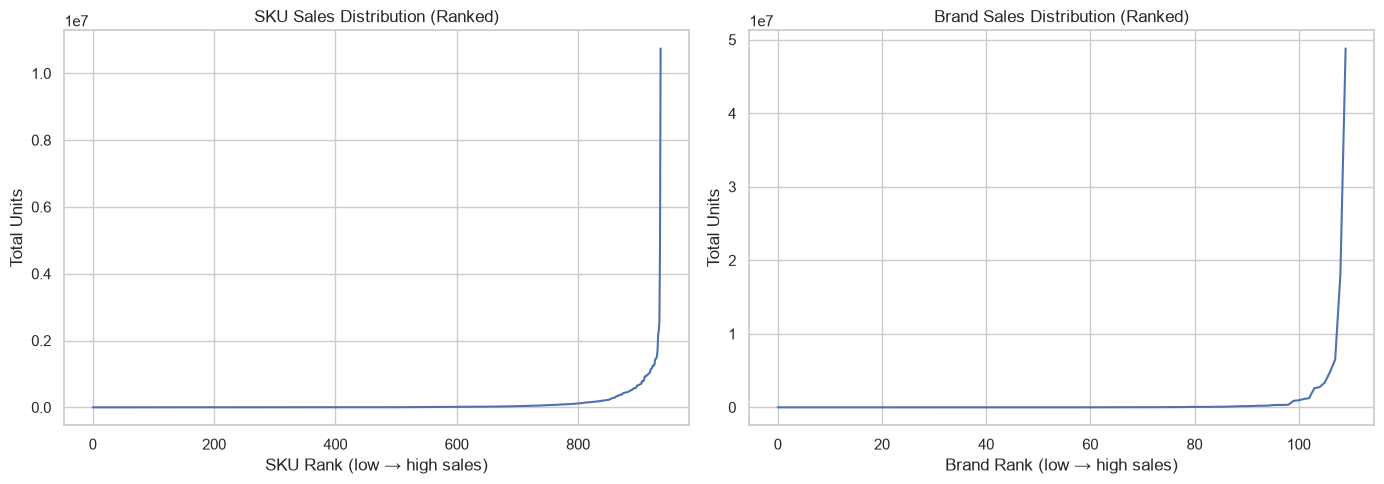 SKU Sales Distribution (Ranked)
1e7
1.0
0.8
0.6
0.4
0.2
0.0
Total Units
0 200 400 600 800
SKU Rank (low → high sales)
Brand Sales Distribution (Ranked)
1e7
5
4
3
2
1
0
Total Units
0 20 40 60 80 100
Brand Rank (low → high sales)